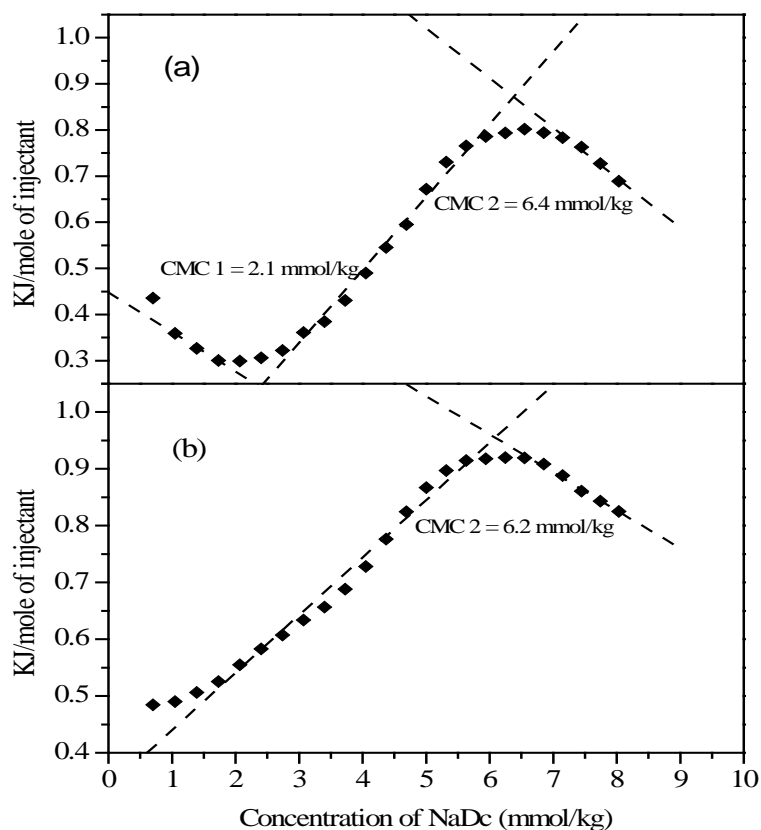 1.0
(a)
0.9
0.8
0.7
CMC 2 = 6.4 mmol/kg
0.6
0.5
CMC 1 = 2.1 mmol/kg
0.4
0.3
KJ/mole of injectant
1.0
(b)
0.9
0.8
CMC 2 = 6.2 mmol/kg
0.7
0.6
0.5
0.4
KJ/mole of injectant
0 1 2 3 4 5 6 7 8 9 10
Concentration of NaDc (mmol/kg)